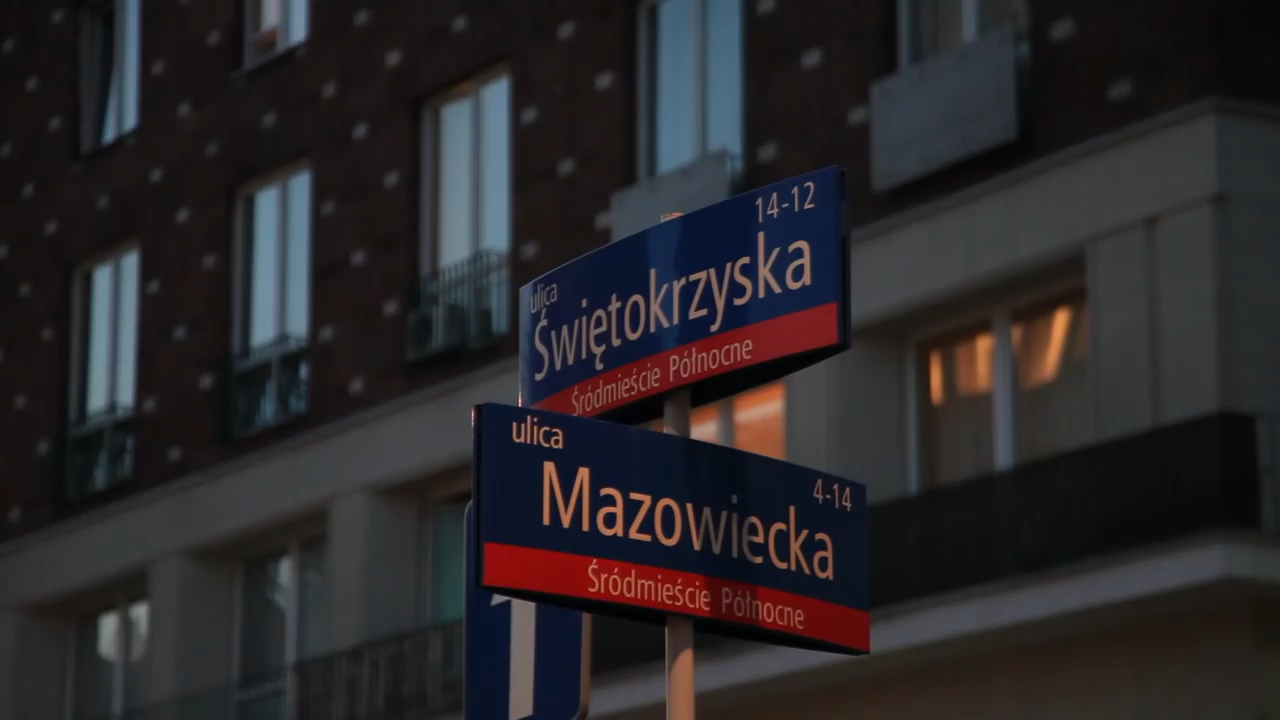 14-12
ulica
Świętokrzyska
Śródmieście Północne
ulica
4-14
Mazowiecka
Śródmieście Północne